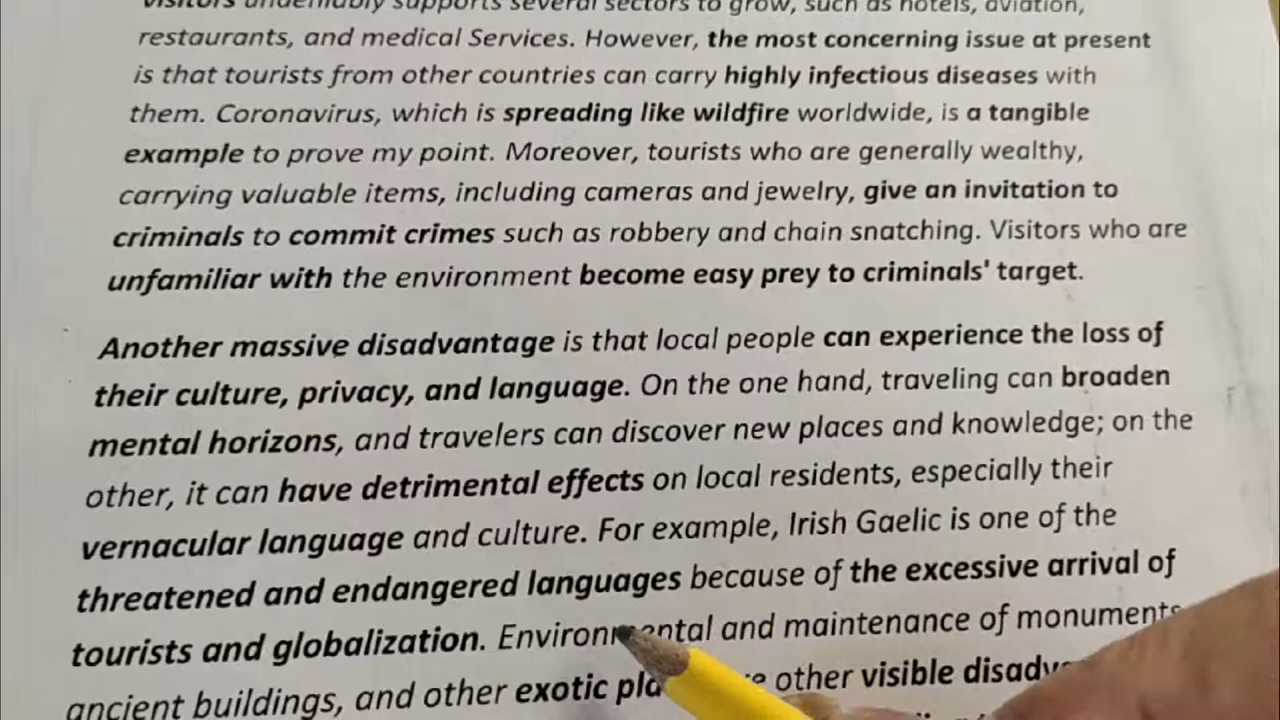 visitors undeniably supports several sectors to grow, such as hotels, aviation,
restaurants, and medical Services. However, the most concerning issue at present
is that tourists from other countries can carry highly infectious diseases with
them. Coronavirus, which is spreading like wildfire worldwide, is a tangible
example to prove my point. Moreover, tourists who are generally wealthy,
carrying valuable items, including cameras and jewelry, give an invitation to
criminals to commit crimes such as robbery and chain snatching. Visitors who are
unfamiliar with the environment become easy prey to criminals' target.
Another massive disadvantage is that local people can experience the loss of
their culture, privacy, and language. On the one hand, traveling can broaden
mental horizons, and travelers can discover new places and knowledge; on the
other, it can have detrimental effects on local residents, especially their
vernacular language and culture. For example, Irish Gaelic is one of the
threatened and endangered languages because of the excessive arrival of
tourists and globalization. Environmental and maintenance of monuments
ancient buildings, and other exotic other visible